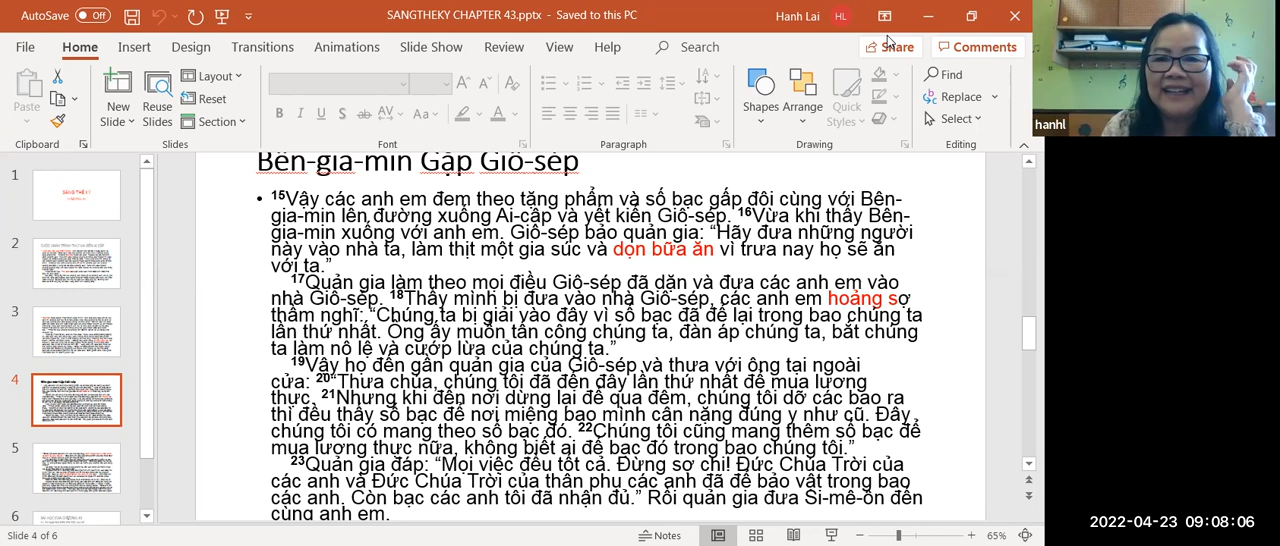 AutoSave Off SANGTHEKY CHAPTER 43.pptx - Saved to this PC Hanh Lai HL
File Home Insert Design Transitions Animations Slide Show Review View Help Search Share Comments
Paste New Slide Reuse Slides Layout Reset Section Shapes Arrange Quick Styles Find Replace Select
Clipboard Slides Font Paragraph Drawing Editing
hanhl
1
2
3
4
5
6
Bên-gia-min Gặp Giô-sép
• 15Vậy các anh em đem theo tặng phẩm và số bạc gấp đôi cùng với Bên-
gia-min lên đường xuống Ai-cập và yết kiến Giô-sép. 16Vừa khi thấy Bên-
gia-min xuống với anh em. Giô-sép bảo quản gia: “Hãy đưa những người
này vào nhà ta, làm thịt một gia súc và dọn bữa ăn vì trưa nay họ sẽ ăn
với ta.”
17Quản gia làm theo mọi điều Giô-sép đã dặn và đưa các anh em vào
nhà Giô-sép. 18Thấy mình bị đưa vào nhà Giô-sép, các anh em hoảng sợ
thầm nghĩ: “Chúng ta bị giải vào đây vì số bạc đã để lại trong bao chúng ta
lần thứ nhất. Ông ấy muốn tấn công chúng ta, đàn áp chúng ta, bắt chúng
ta làm nô lệ và cướp lừa của chúng ta.”
19Vậy họ đến gần quản gia của Giô-sép và thưa với ông tại ngoài
cửa: 20“Thưa chúa, chúng tôi đã đến đây lần thứ nhất để mua lương
thực. 21Nhưng khi đến nơi dừng lại để qua đêm, chúng tôi dỡ các bao ra
thì đều thấy số bạc để nơi miệng bao mình cân nặng đúng y như cũ. Đây
chúng tôi có mang theo số bạc đó. 22Chúng tôi cũng mang thêm số bạc để
mua lương thực nữa, không biết ai để bạc đó trong bao chúng tôi.”
23Quản gia đáp: “Mọi việc đều tốt cả. Đừng sợ chi! Đức Chúa Trời của
các anh và Đức Chúa Trời của thân phụ các anh đã để bảo vật trong bao
các anh. Còn bạc các anh tôi đã nhận đủ.” Rồi quản gia đưa Si-mê-ôn đến
cùng anh em.
2022-04-23 09:08:06
Slide 4 of 6 Notes 65%